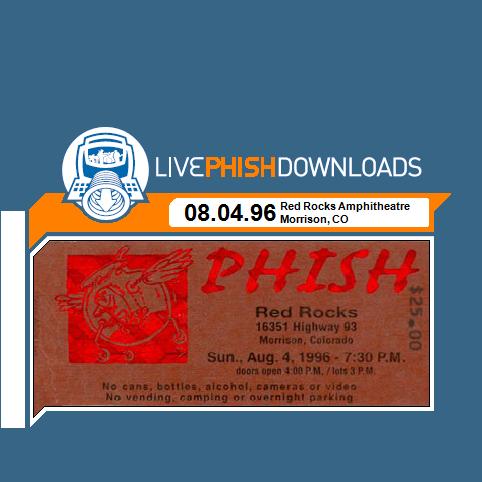 LIVEPHISHDOWNLOADS
08.04.96 Red Rocks Amphitheatre
Morrison, CO
PHISH
$25.00
Red Rocks
16351 Highway 93
Morrison, Colorado
Sun., Aug. 4, 1996 - 7:30 P.M.
doors open 4:00 P.M. / lots 3 P.M.
No cans, bottles, alcohol, cameras or video
No vending, camping or overnight parking